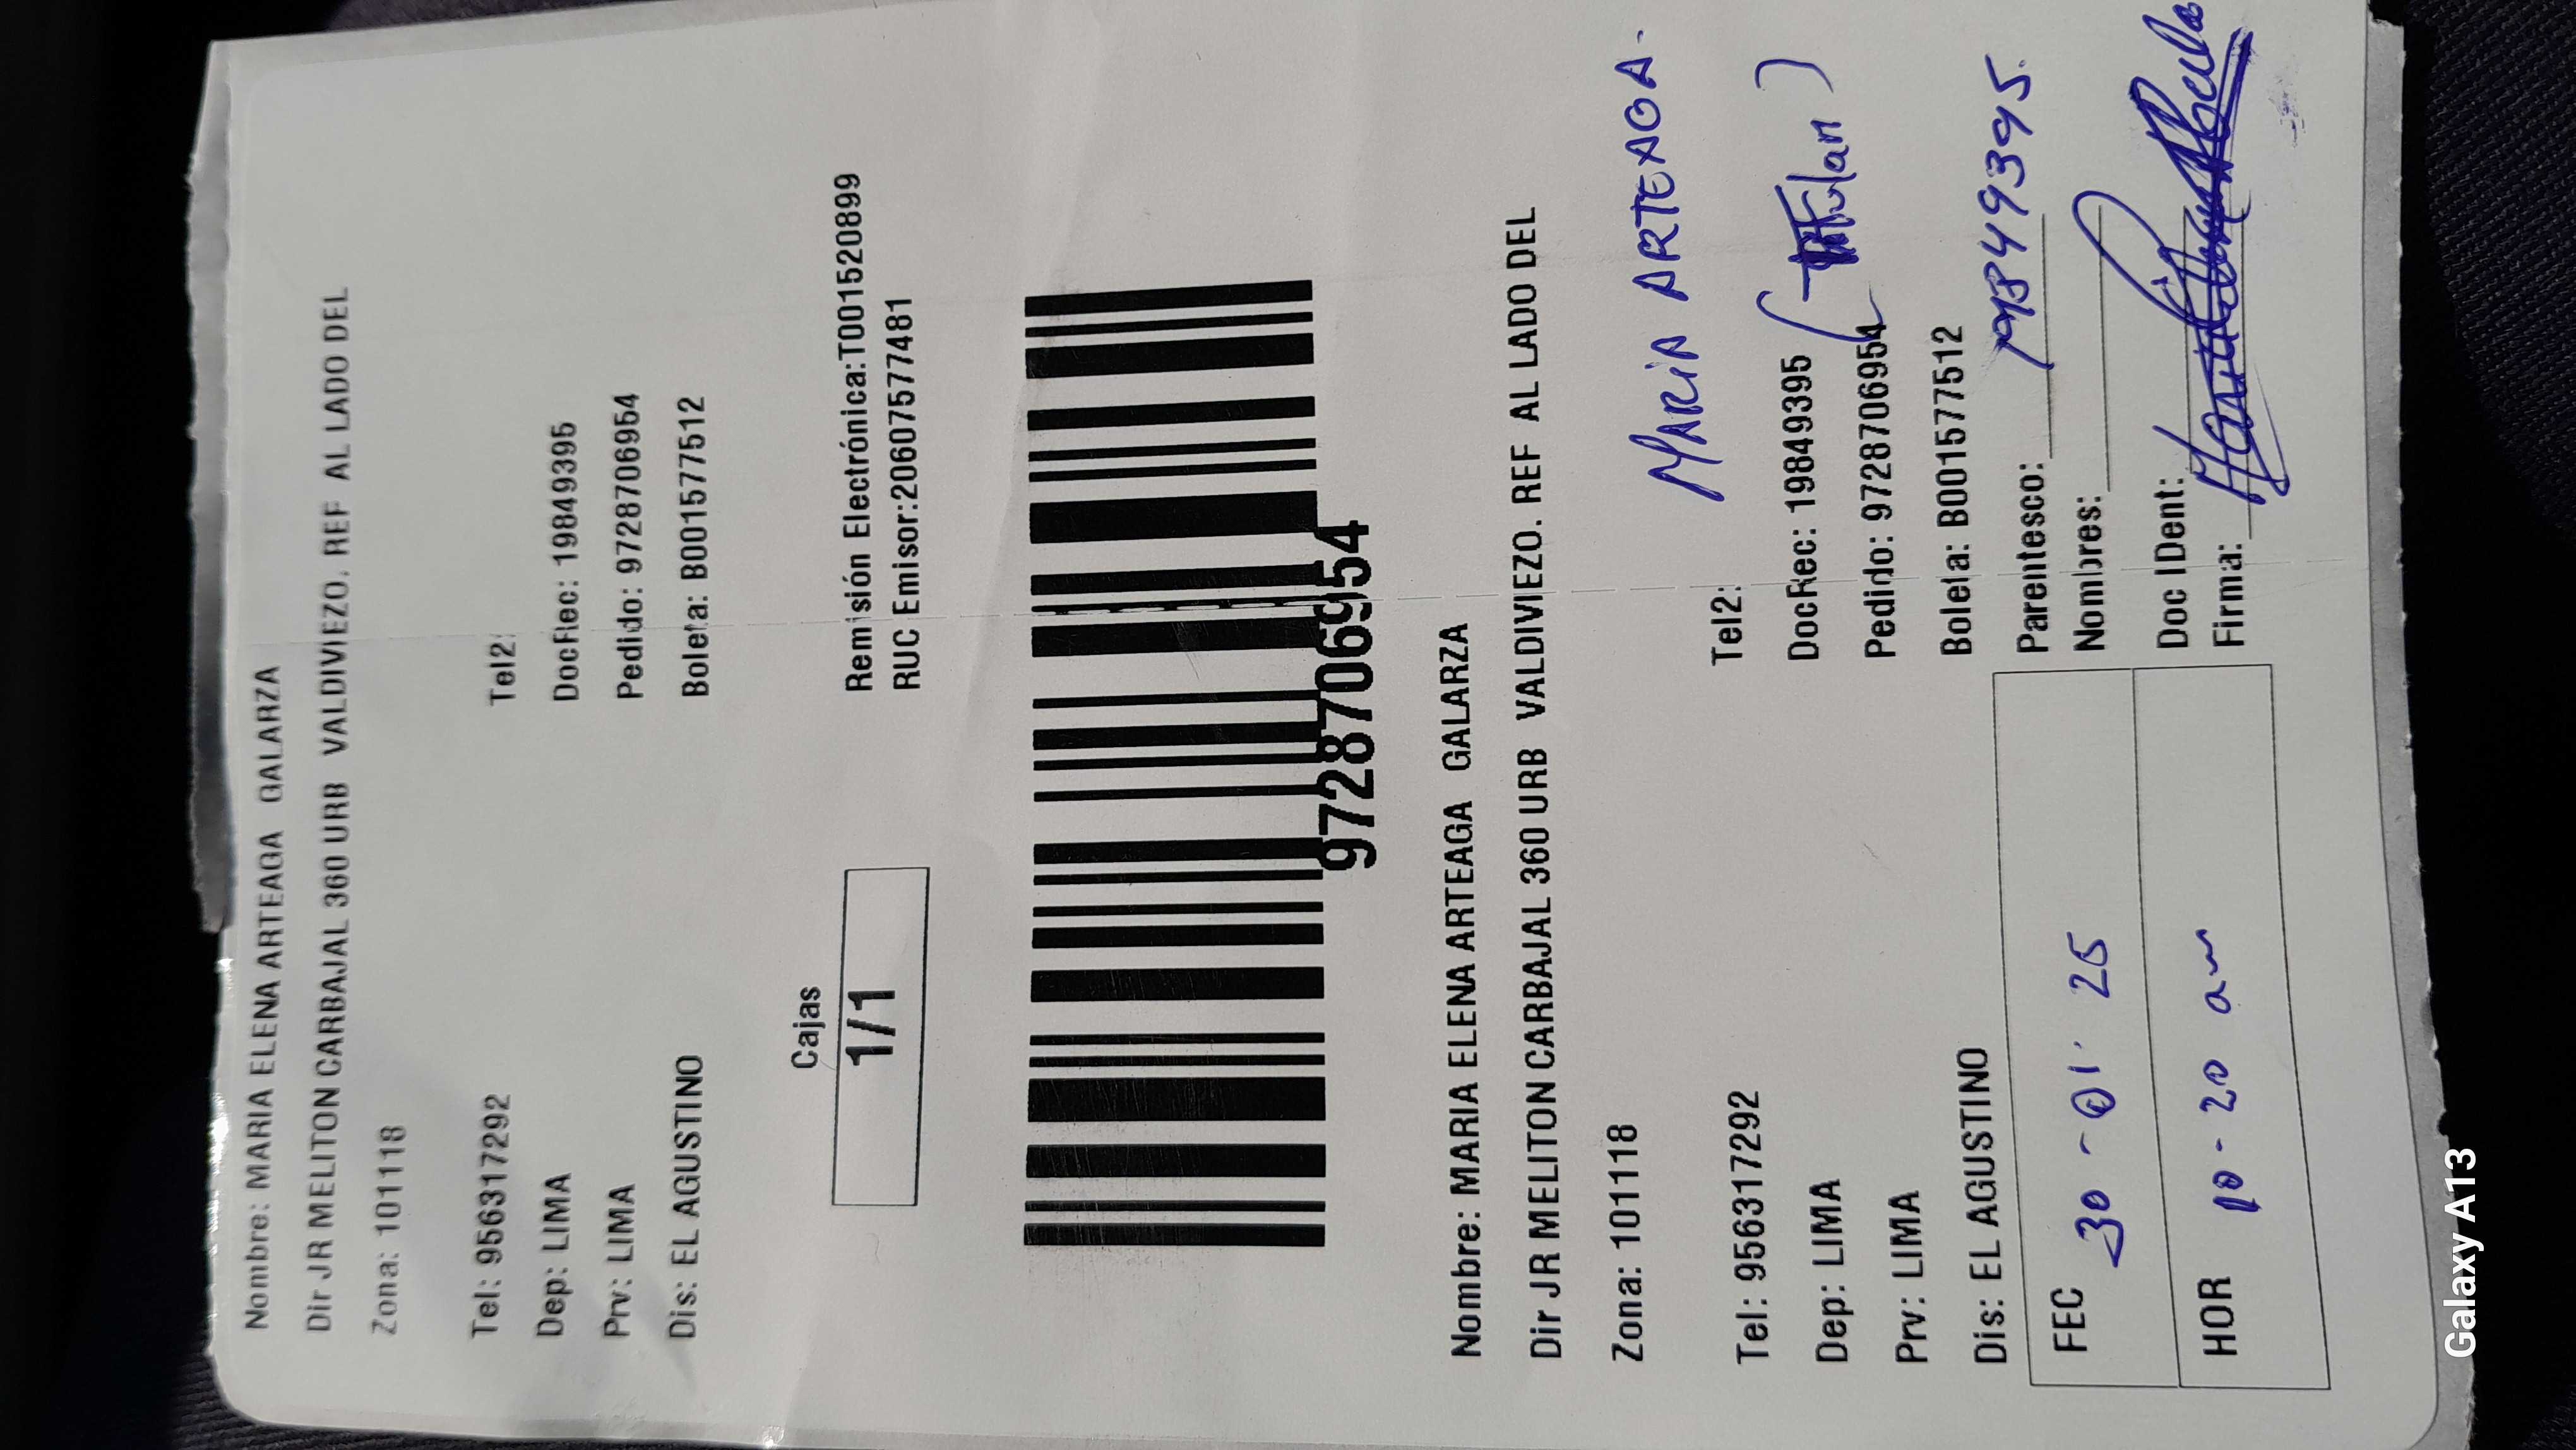 Nombre: MARIA ELENA ARTEAGA GALARZA
Dir JR MELITON CARBAJAL 360 URB VALDIVIEZO. REF AL LADO DEL
Zona: 101118
Tel: 956317292 Tel2:
Dep: LIMA DocRec: 19849395
Prv: LIMA Pedido: 9728706954
Dis: EL AGUSTINO Boleta: B001577512
Cajas
1/1
Remisión Electrónica:T001520899
RUC Emisor:20607577481
9728706954
Nombre: MARIA ELENA ARTEAGA GALARZA
Dir JR MELITON CARBAJAL 360 URB VALDIVIEZO. REF AL LADO DEL
Zona: 101118
MARIA ARTEAGA.
Tel: 956317292 Tel2:
Dep: LIMA DocRec: 19849395
Prv: LIMA Pedido: 9728706954
Dis: EL AGUSTINO Boleta: B001577512
19849395.
Parentesco:
FEC 30-01.25 Nombres:
HOR 10-20 am Doc IDent:
Firma:
Galaxy A13